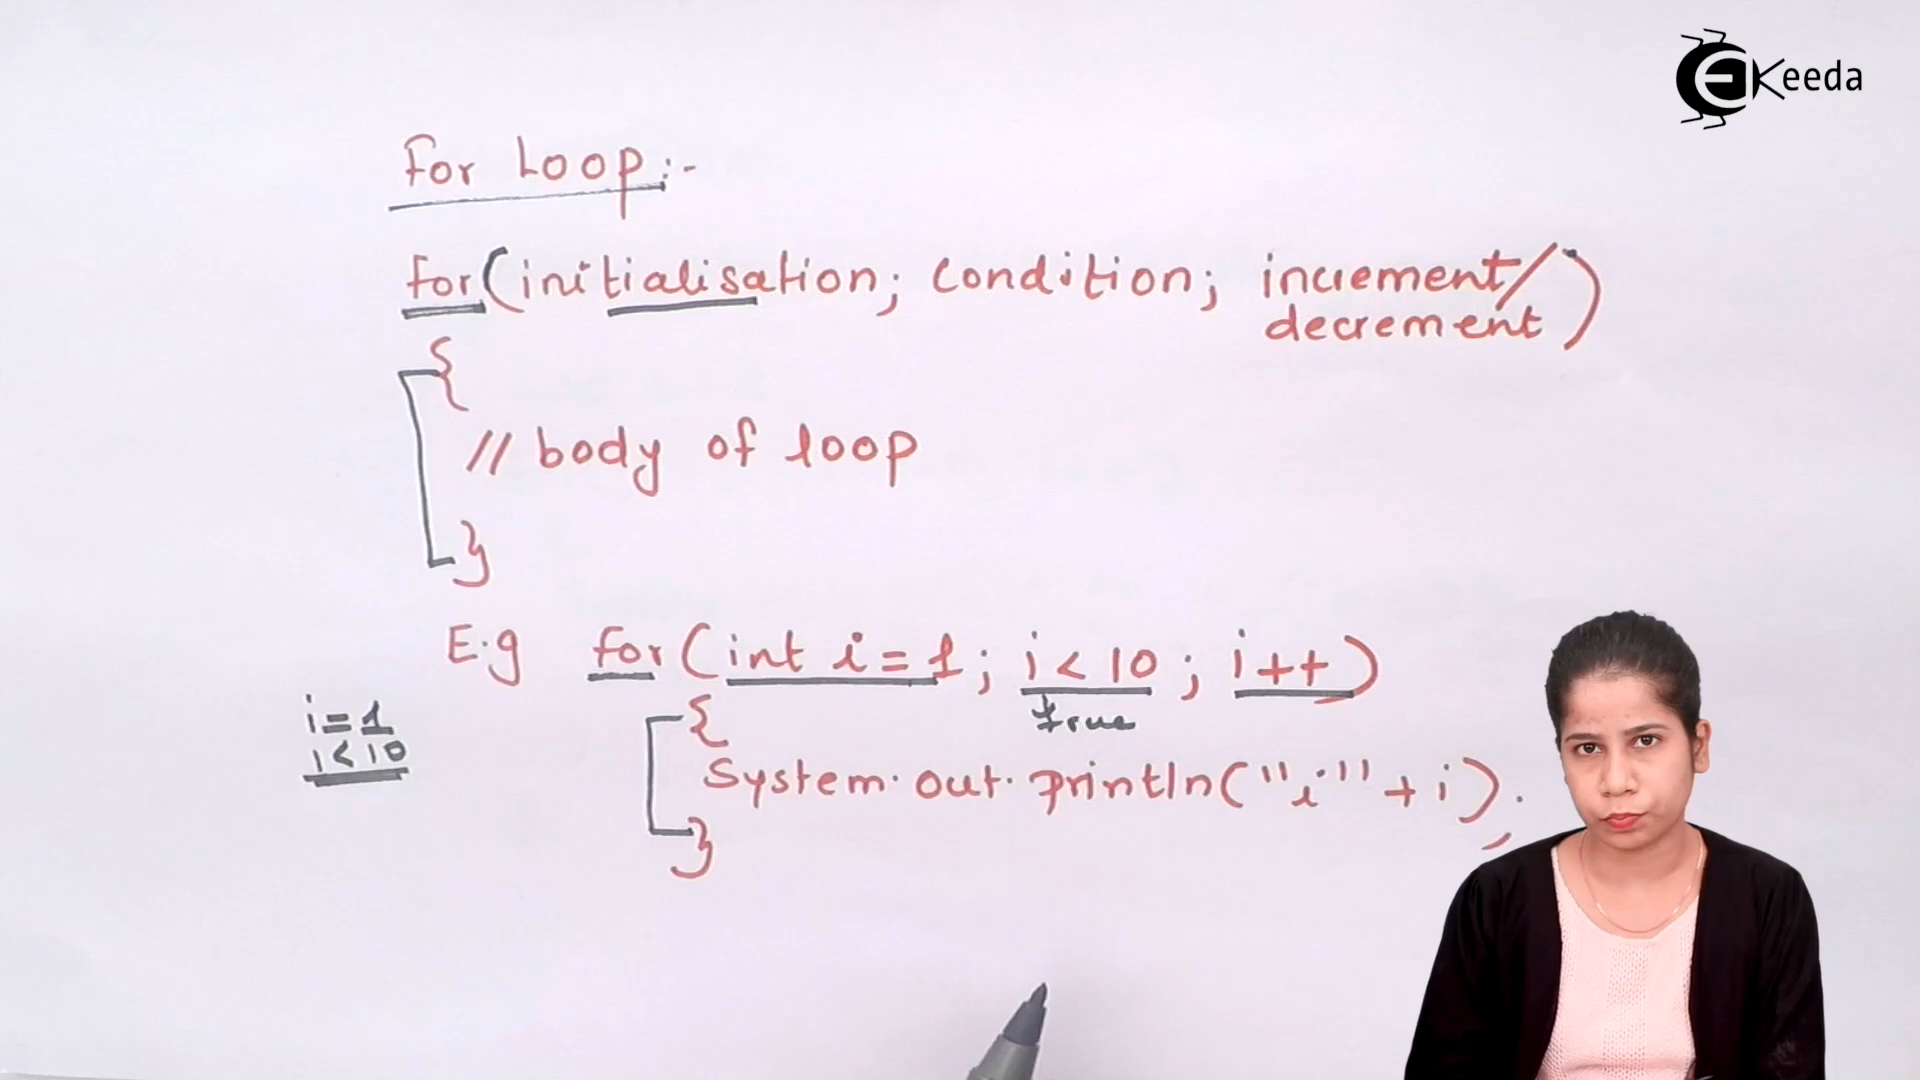 EKeeda
For Loop:-
for(initialisation; condition; increment/
decrement)
{
// body of loop
}
E.g for(int i=1; i<10; i++)
true
i=1
i<10
{
System.out.println("i"+i);
}